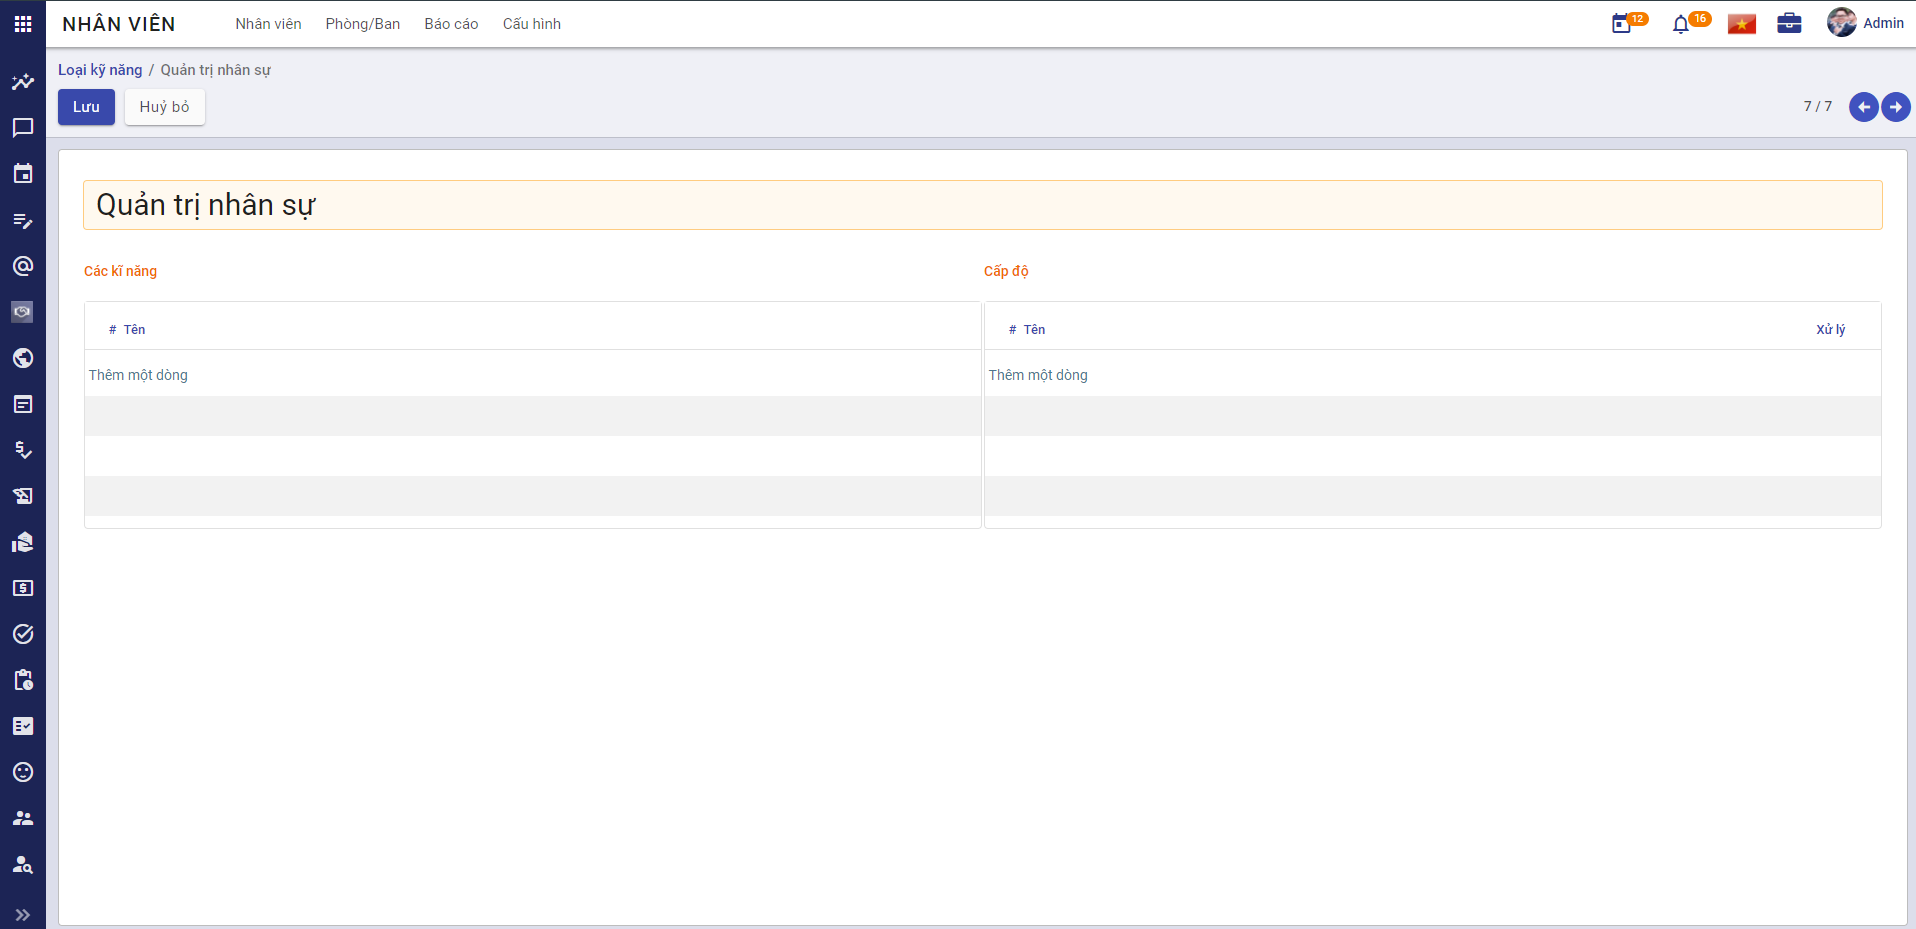 NHÂN VIÊN Nhân viên Phòng/Ban Báo cáo Cấu hình 12 16 Admin
Loại kỹ năng / Quản trị nhân sự
Lưu Huỷ bỏ 7 / 7
Quản trị nhân sự
Các kĩ năng Cấp độ
# Tên # Tên Xử lý
Thêm một dòng Thêm một dòng